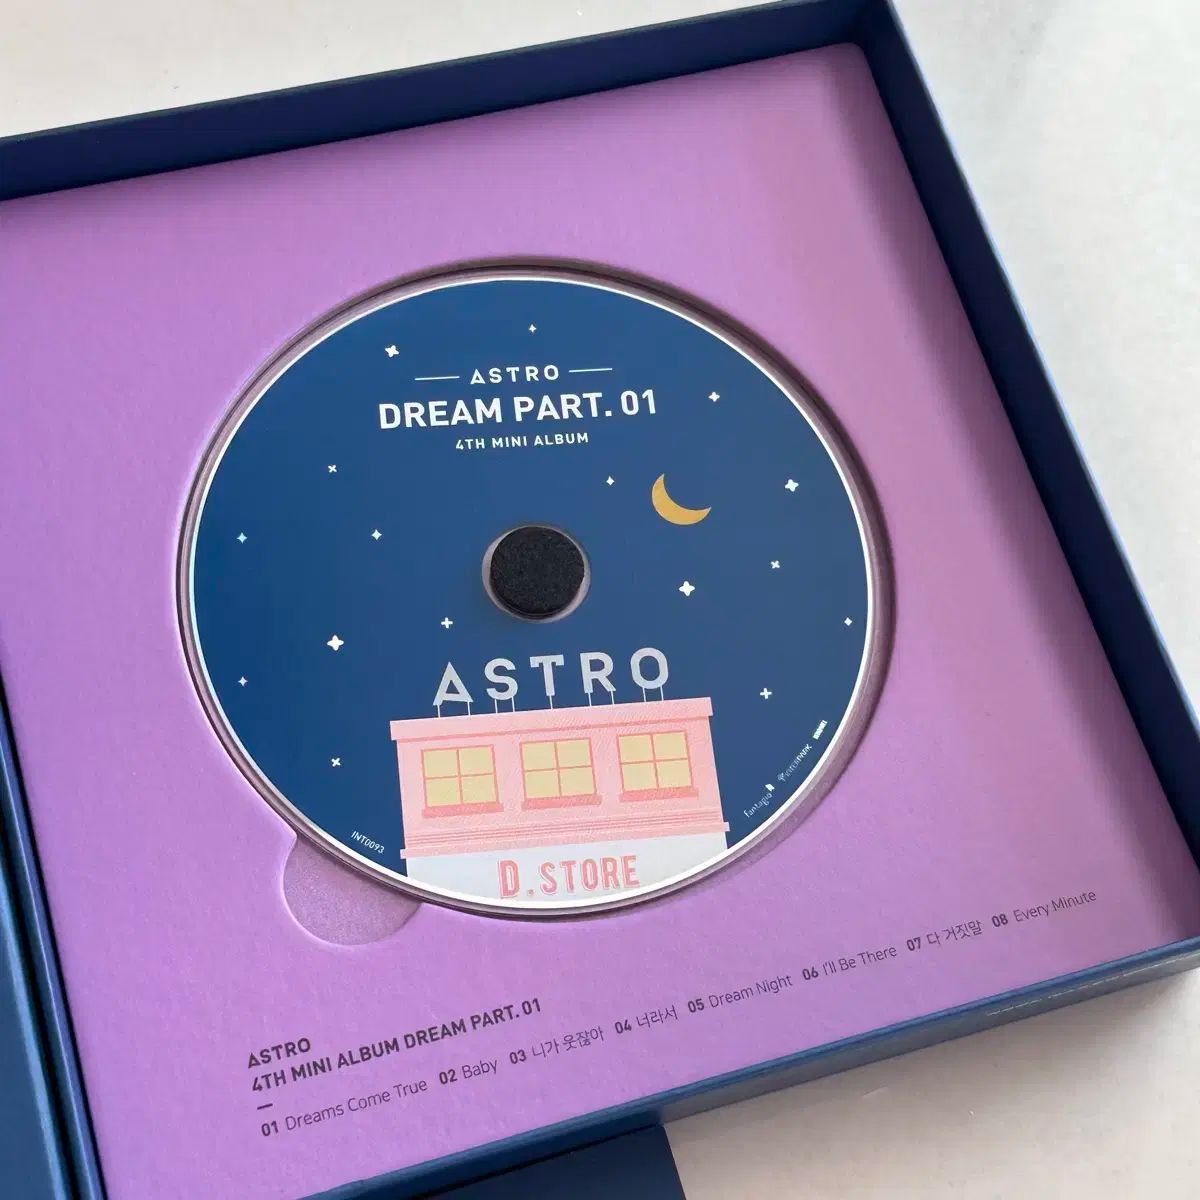 ASTRO
DREAM PART. 01
4TH MINI ALBUM
ASTRO
D.STORE
INT0093
fantagio
INTERPARK
ASTRO
4TH MINI ALBUM DREAM PART. 01
01 Dreams Come True 02 Baby 03 니가 웃잖아 04 너라서 05 Dream Night 06 I'll Be There 07 다 거짓말 08 Every Minute